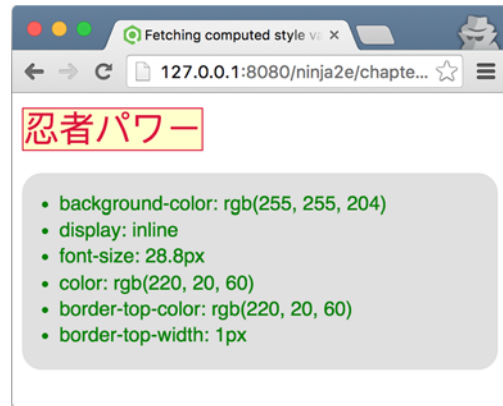 Fetching computed style va
127.0.0.1:8080/ninja2e/chapte...
忍者パワー
background-color: rgb(255, 255, 204)
display: inline
font-size: 28.8px
color: rgb(220, 20, 60)
border-top-color: rgb(220, 20, 60)
border-top-width: 1px